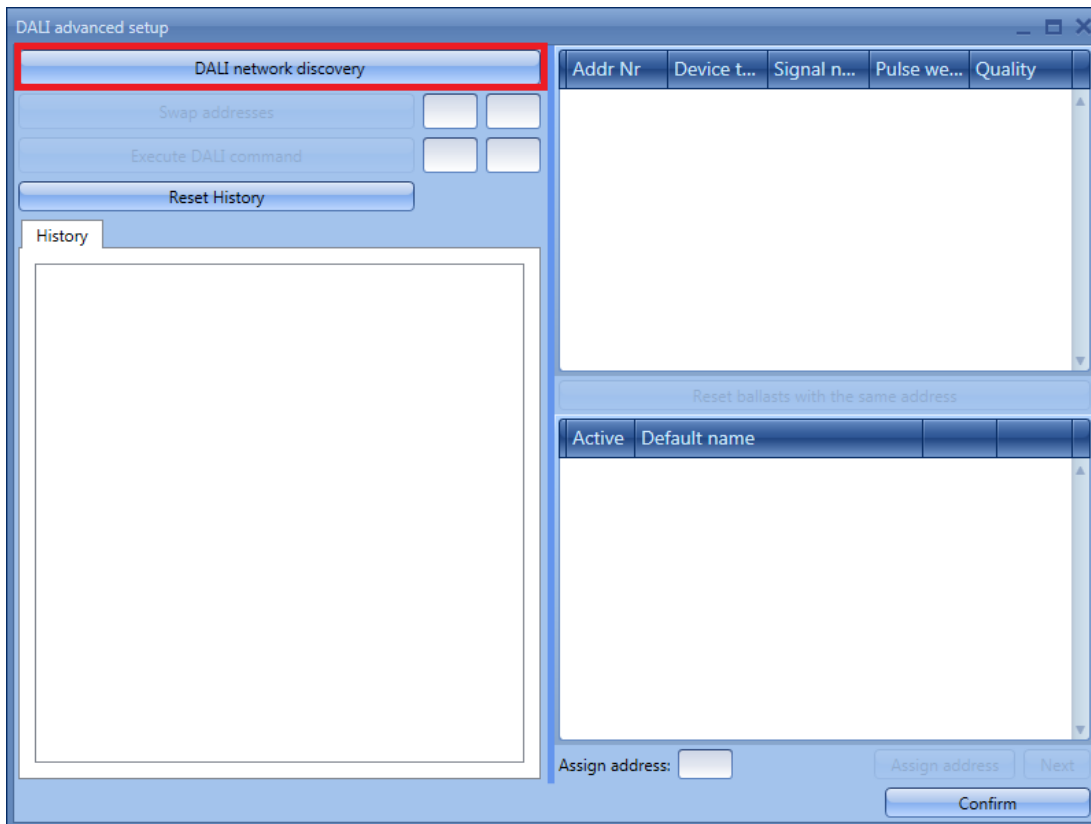 DALI advanced setup
DALI network discovery
Swap addresses
Execute DALI command
Reset History
History
Addr Nr Device t... Signal n... Pulse we... Quality
Reset ballasts with the same address
Active Default name
Assign address: Assign address Next
Confirm